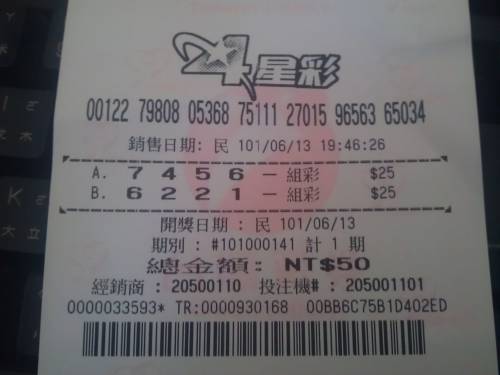 4星彩
00122 79808 05368 75111 27015 96563 65034
銷售日期: 民 101/06/13 19:46:26
A. 7 4 5 6 – 組彩 $25
B. 6 2 2 1 – 組彩 $25
開獎日期 : 民 101/06/13
期別 : #101000141 計 1 期
總金額: NT$50
經銷商 : 20500110 投注機# : 205001101
0000033593* TR:0000930168 00BB6C75B1D402ED